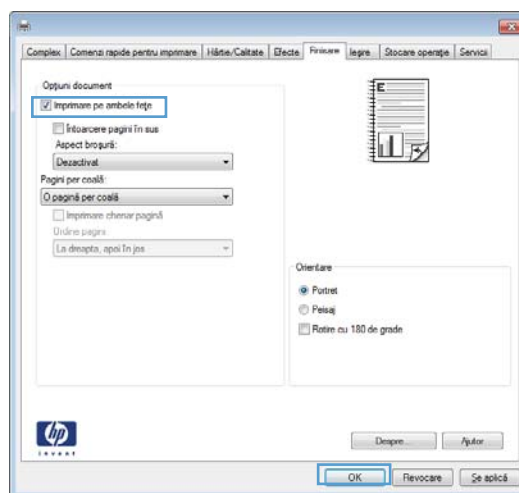 Complex Comenzi rapide pentru imprimare Hârtie/Calitate Efecte Finisare Ieşire Stocare operaţie Servicii
Opţiuni document
Imprimare pe ambele feţe
Întoarcere pagini în sus
Aspect broşură:
Dezactivat
Pagini per coală:
O pagină per coală
Imprimare chenar pagină
Ordine pagini:
La dreapta, apoi în jos
E
Orientare
Portret
Peisaj
Rotire cu 180 de grade
hp
invent
Despre... Ajutor
OK Revocare Se aplică